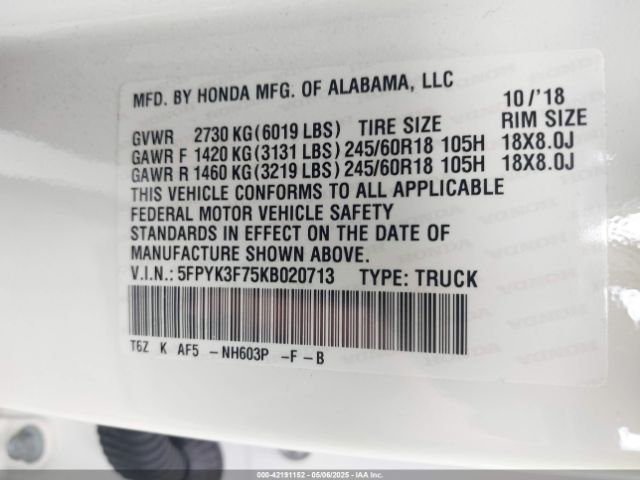 MFD. BY HONDA MFG. OF ALABAMA, LLC
10/'18
GVWR 2730 KG(6019 LBS) TIRE SIZE RIM SIZE
GAWR F 1420 KG(3131 LBS)245/60R18 105H 18X8.0J
GAWR R 1460 KG(3219 LBS)245/60R18 105H 18X8.0J
THIS VEHICLE CONFORMS TO ALL APPLICABLE
FEDERAL MOTOR VEHICLE SAFETY
STANDARDS IN EFFECT ON THE DATE OF
MANUFACTURE SHOWN ABOVE.
V.I.N.: 5FPYK3F75KB020713 TYPE: TRUCK
T6Z K AF5 -NH603P -F-B
000-42191152 — 05/06/2025 — IAAC